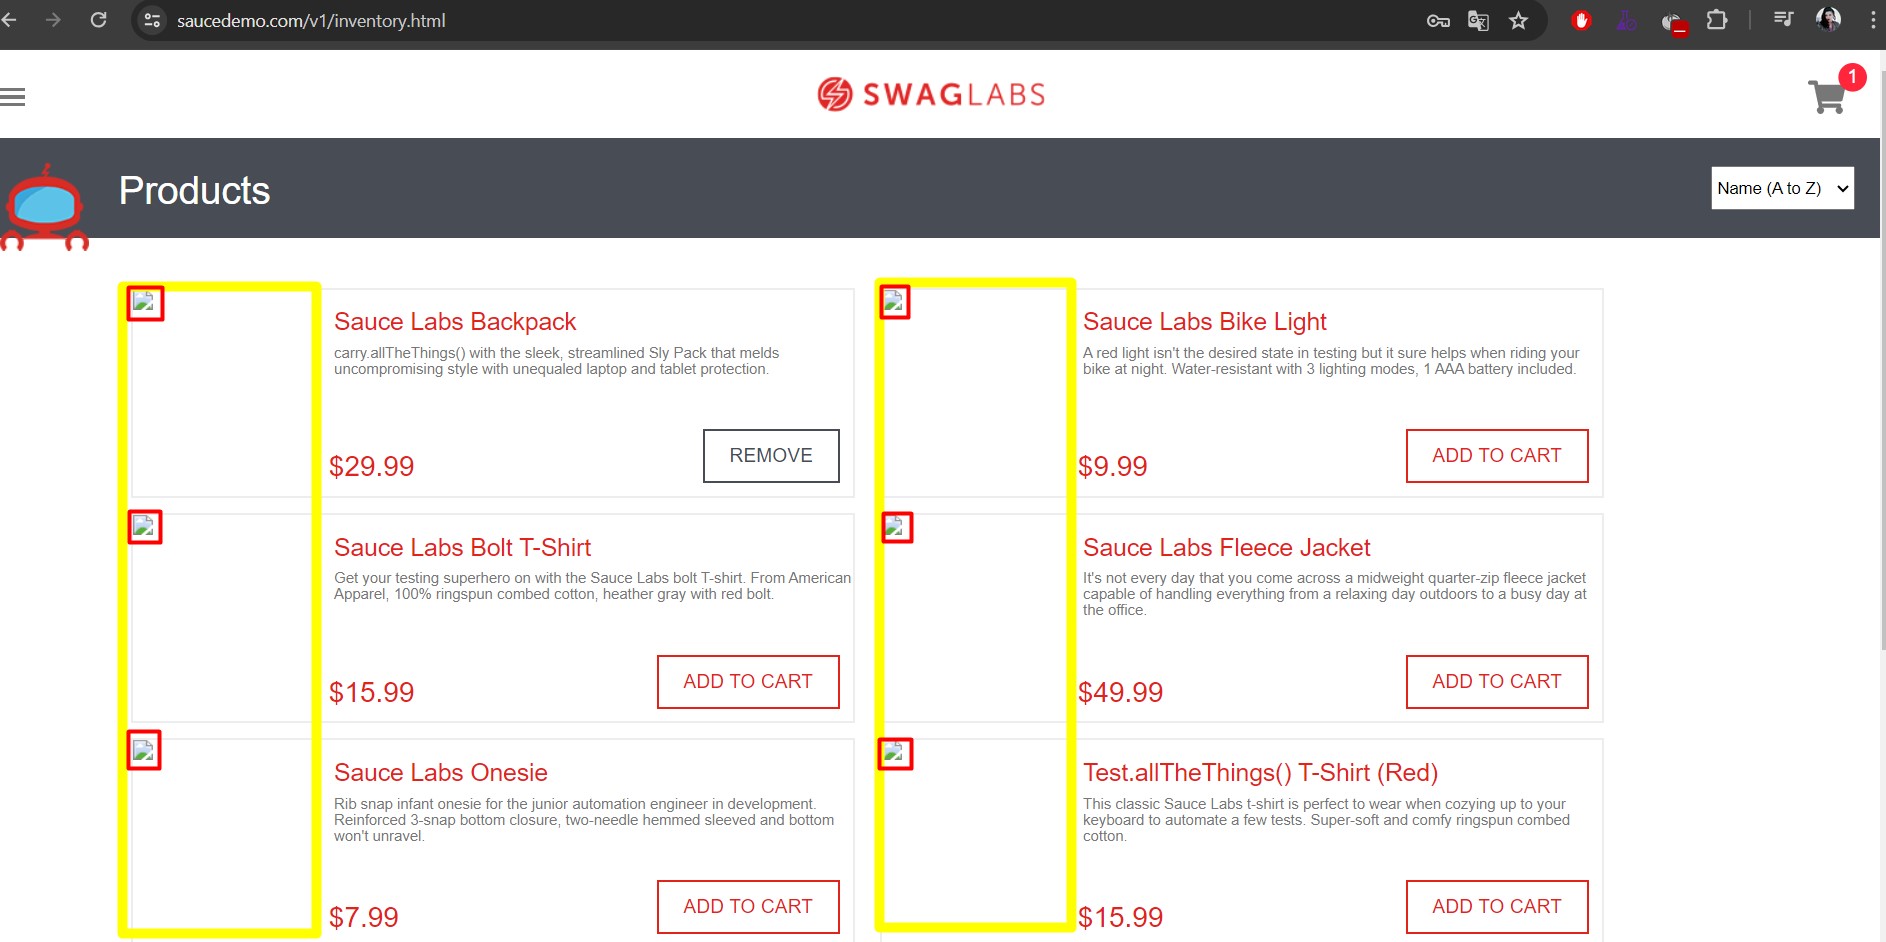 saucedemo.com/v1/inventory.html
SWAGLABS
1
Products
Name (A to Z)
Sauce Labs Backpack
carry.allTheThings() with the sleek, streamlined Sly Pack that melds
uncompromising style with unequaled laptop and tablet protection.
$29.99
REMOVE
Sauce Labs Bike Light
A red light isn't the desired state in testing but it sure helps when riding your
bike at night. Water-resistant with 3 lighting modes, 1 AAA battery included.
$9.99
ADD TO CART
Sauce Labs Bolt T-Shirt
Get your testing superhero on with the Sauce Labs bolt T-shirt. From American
Apparel, 100% ringspun combed cotton, heather gray with red bolt.
$15.99
ADD TO CART
Sauce Labs Fleece Jacket
It's not every day that you come across a midweight quarter-zip fleece jacket
capable of handling everything from a relaxing day outdoors to a busy day at
the office.
$49.99
ADD TO CART
Sauce Labs Onesie
Rib snap infant onesie for the junior automation engineer in development.
Reinforced 3-snap bottom closure, two-needle hemmed sleeved and bottom
won't unravel.
$7.99
ADD TO CART
Test.allTheThings() T-Shirt (Red)
This classic Sauce Labs t-shirt is perfect to wear when cozying up to your
keyboard to automate a few tests. Super-soft and comfy ringspun combed
cotton.
$15.99
ADD TO CART